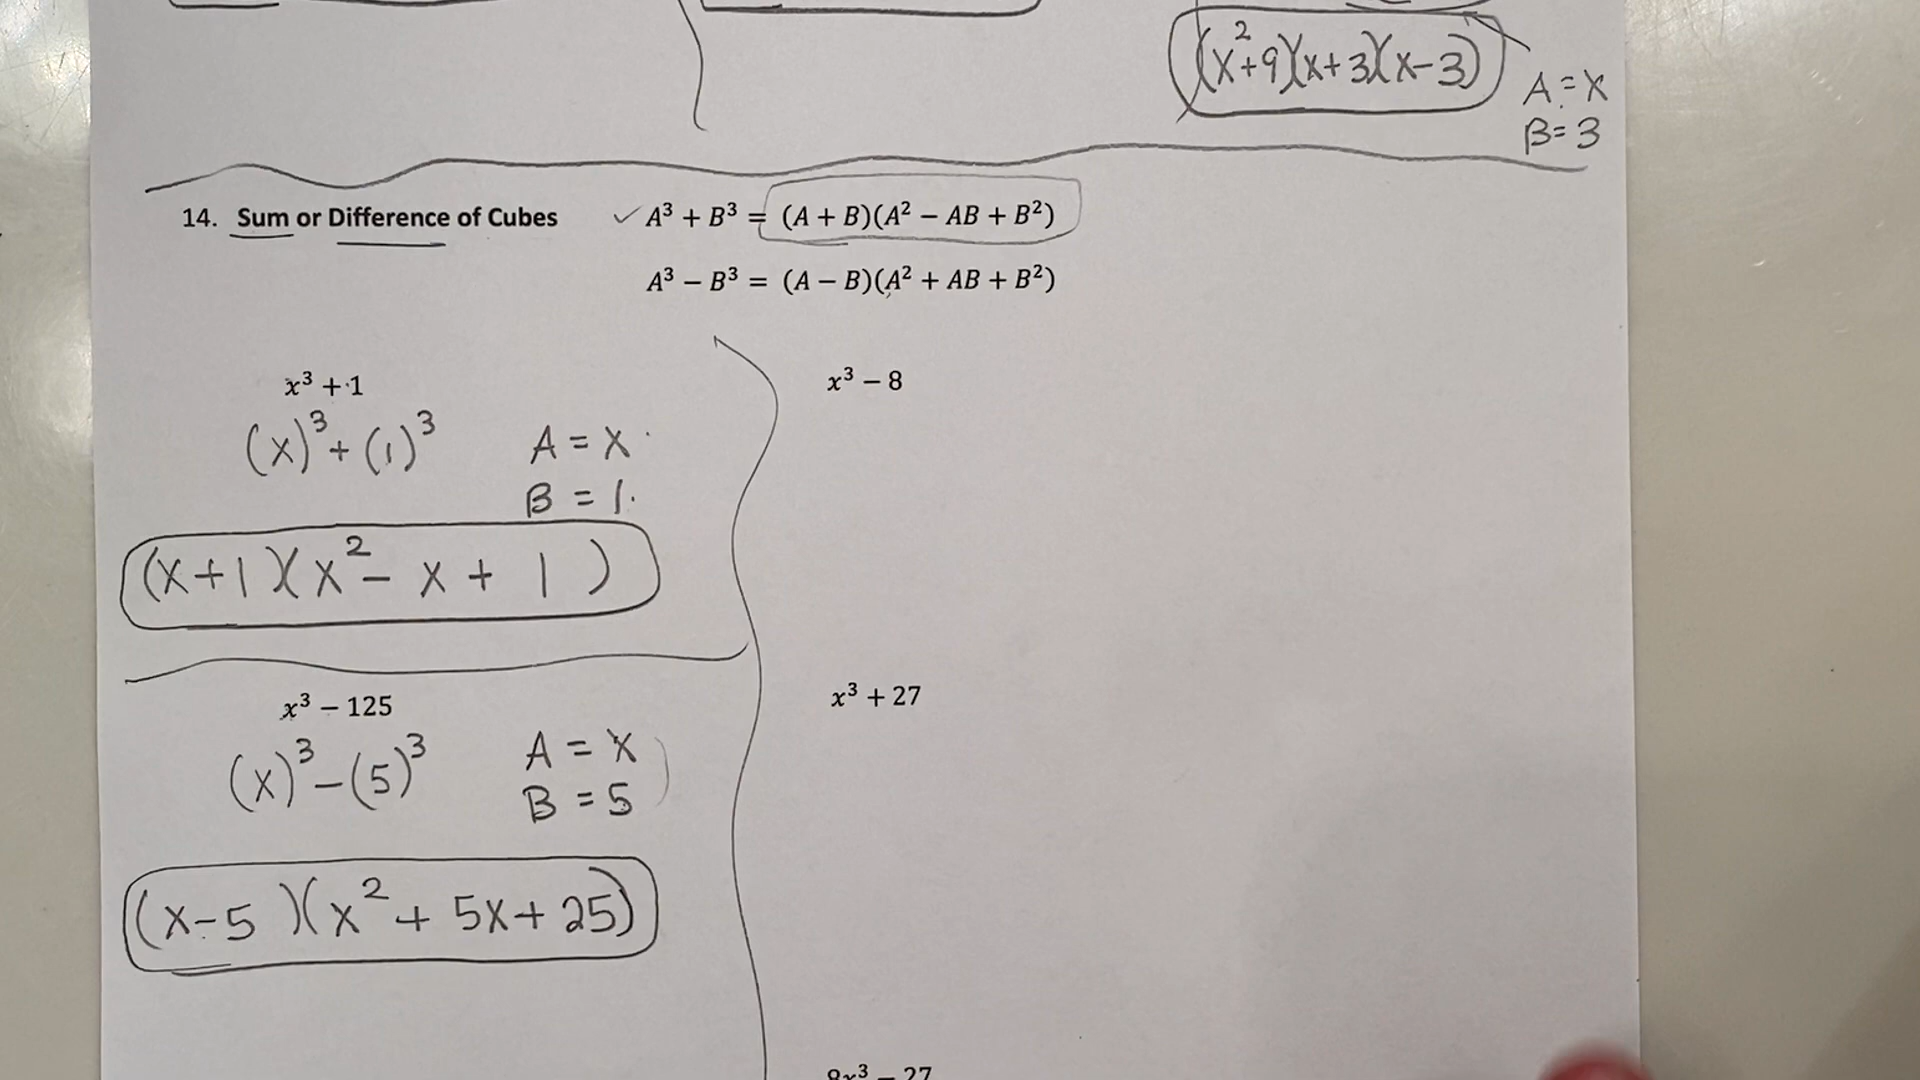 (x²+9)(x+3)(x-3)
A = x
B = 3
14. Sum or Difference of Cubes ✓ A³ + B³ = (A + B)(A² − AB + B²)
A³ − B³ = (A − B)(A² + AB + B²)
x³ + 1
(x)³ + (1)³
A = x
B = 1
(x+1)(x² - x + 1)
x³ − 8
x³ − 125
(x)³ - (5)³
A = x
B = 5
(x-5)(x² + 5x + 25)
x³ + 27
8x³ − 27